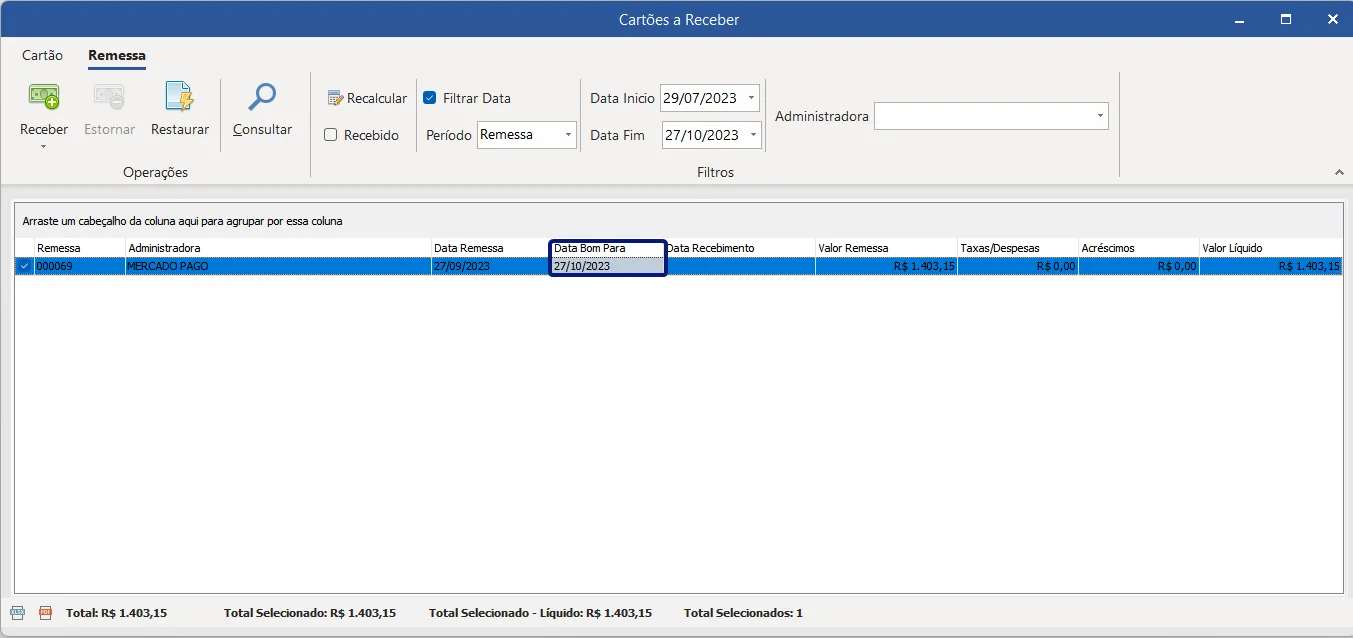 Cartões a Receber
Cartão Remessa
Receber Estornar Restaurar Consultar
Operações
Recalcular Filtrar Data Data Inicio 29/07/2023
Recebido Período Remessa Data Fim 27/10/2023
Administradora
Filtros
Arraste um cabeçalho da coluna aqui para agrupar por essa coluna
Remessa Administradora Data Remessa Data Bom Para Data Recebimento Valor Remessa Taxas/Despesas Acréscimos Valor Líquido
000069 MERCADO PAGO 27/09/2023 27/10/2023 R$ 1.403,15 R$ 0,00 R$ 0,00 R$ 1.403,15
XLSX PDF Total: R$ 1.403,15 Total Selecionado: R$ 1.403,15 Total Selecionado - Líquido: R$ 1.403,15 Total Selecionados: 1